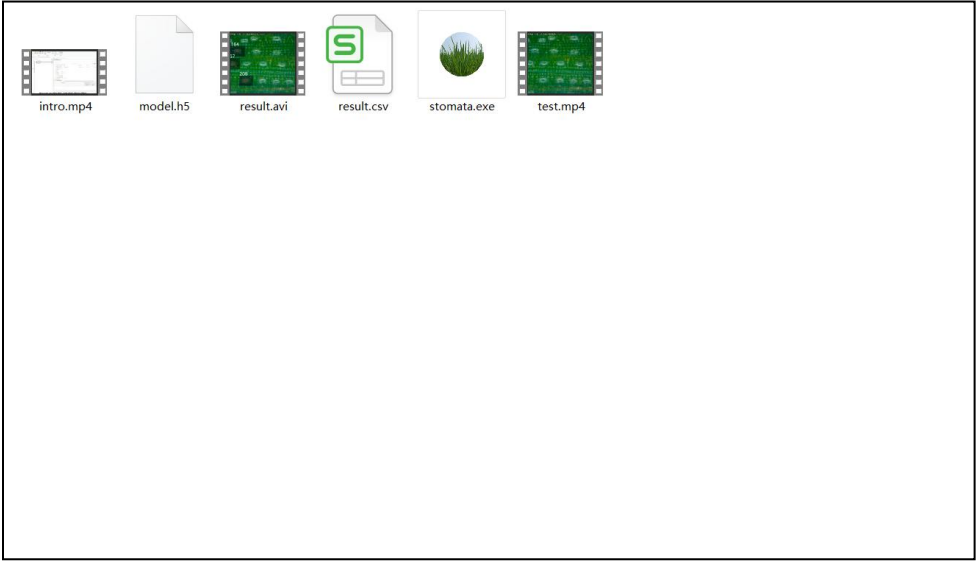 intro.mp4
model.h5
result.avi
result.csv
stomata.exe
test.mp4